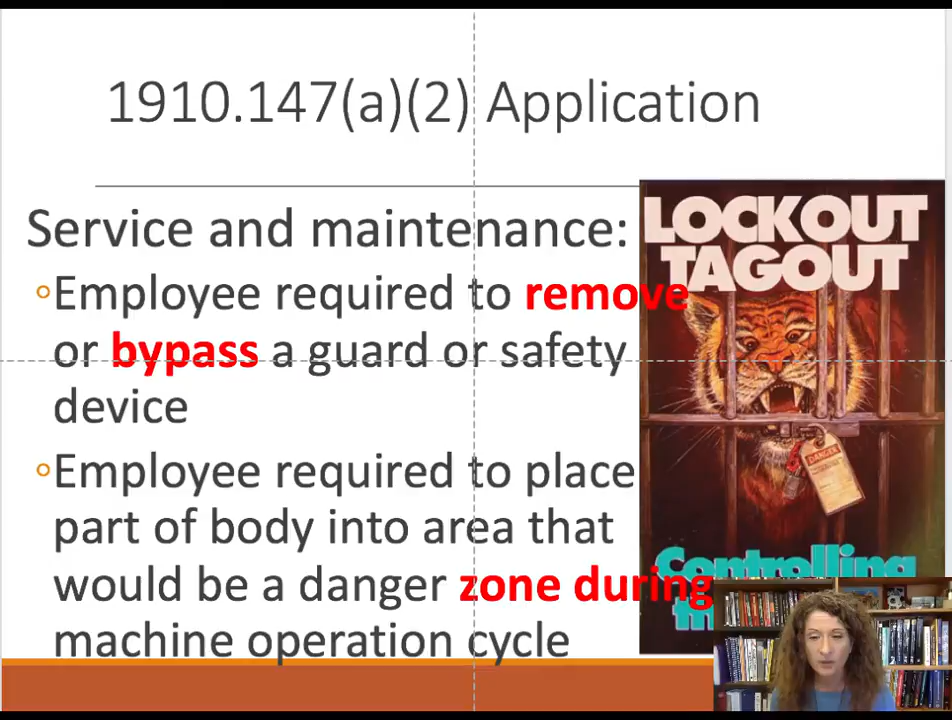 1910.147(a)(2) Application
Service and maintenance:
Employee required to remove
or bypass a guard or safety
device
Employee required to place
part of body into area that
would be a danger zone during
machine operation cycle
LOCKOUT
TAGOUT
DANGER
Controlling